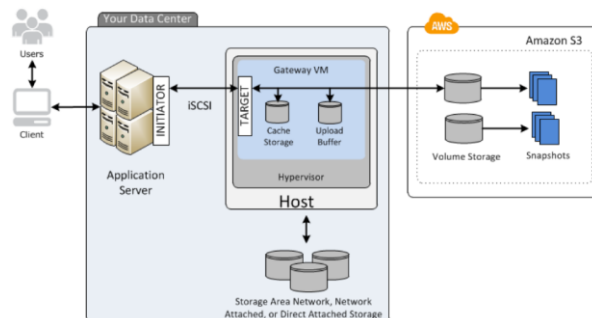 Your Data Center
AWS
Amazon S3
Users
Client
INITIATOR
Application
Server
iSCSI
Gateway VM
TARGET
Cache
Storage
Upload
Buffer
Hypervisor
Host
Volume Storage
Snapshots
Storage Area Network, Network
Attached, or Direct Attached Storage